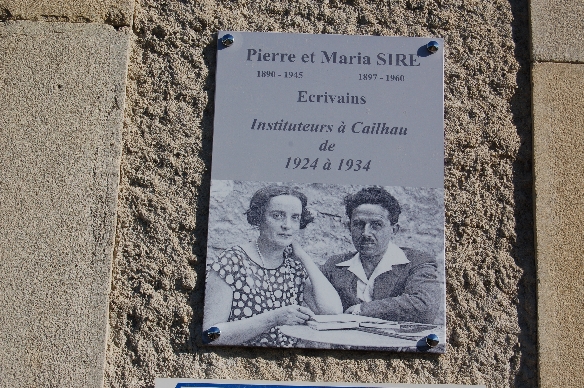 Pierre et Maria SIRE
1890 - 1945 1897 - 1960
Ecrivains
Instituteurs à Cailhau
de
1924 à 1934